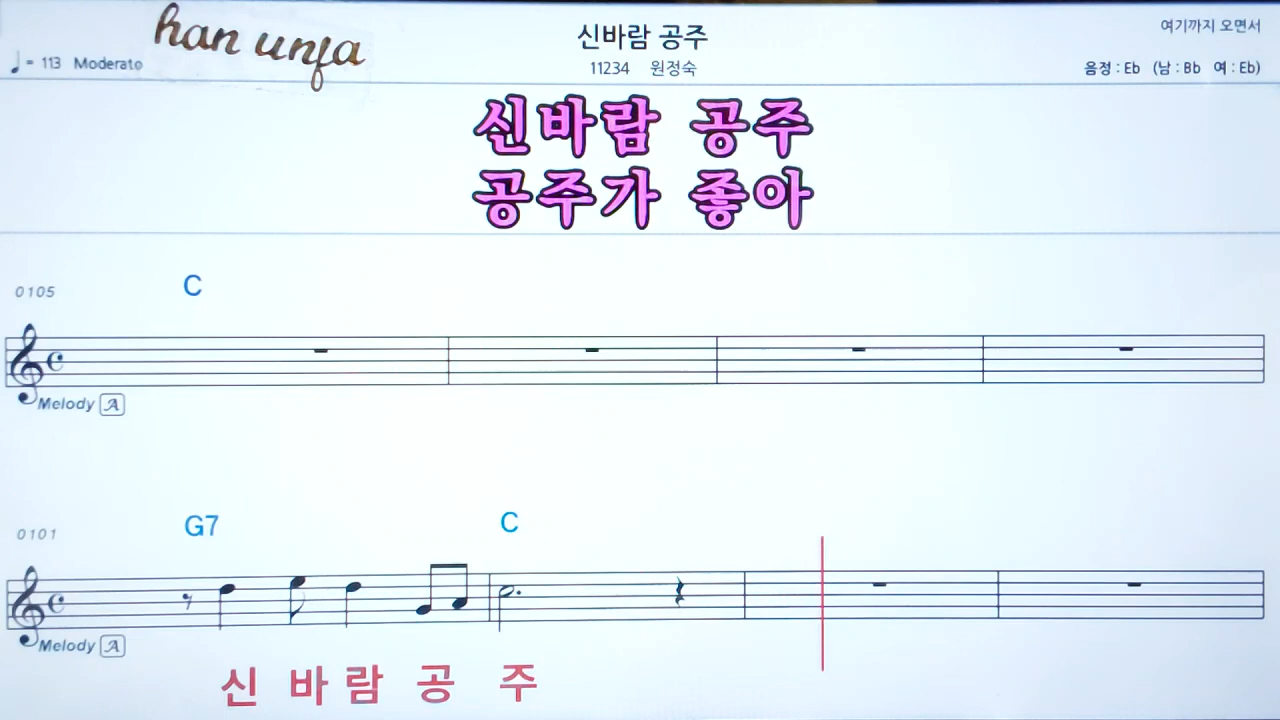 han unfa
신바람 공주
여기까지 오면서
♩= 113 Moderato
11234 원정숙
음정 : Eb (남 : Bb 여 : Eb)
신바람 공주
공주가 좋아
0105 C
Melody A
0101 G7 C
Melody A
신 바 람 공 주